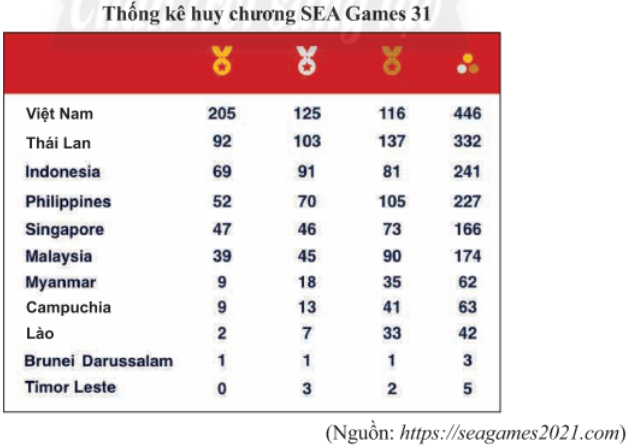 Thống kê huy chương SEA Games 31
Việt Nam 205 125 116 446
Thái Lan 92 103 137 332
Indonesia 69 91 81 241
Philippines 52 70 105 227
Singapore 47 46 73 166
Malaysia 39 45 90 174
Myanmar 9 18 35 62
Campuchia 9 13 41 63
Lào 2 7 33 42
Brunei Darussalam 1 1 1 3
Timor Leste 0 3 2 5
(Nguồn: https://seagames2021.com)